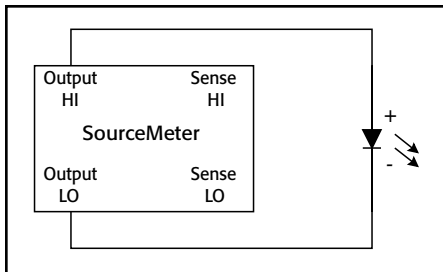 Output Sense
HI HI
SourceMeter
Output Sense
LO LO
+
-